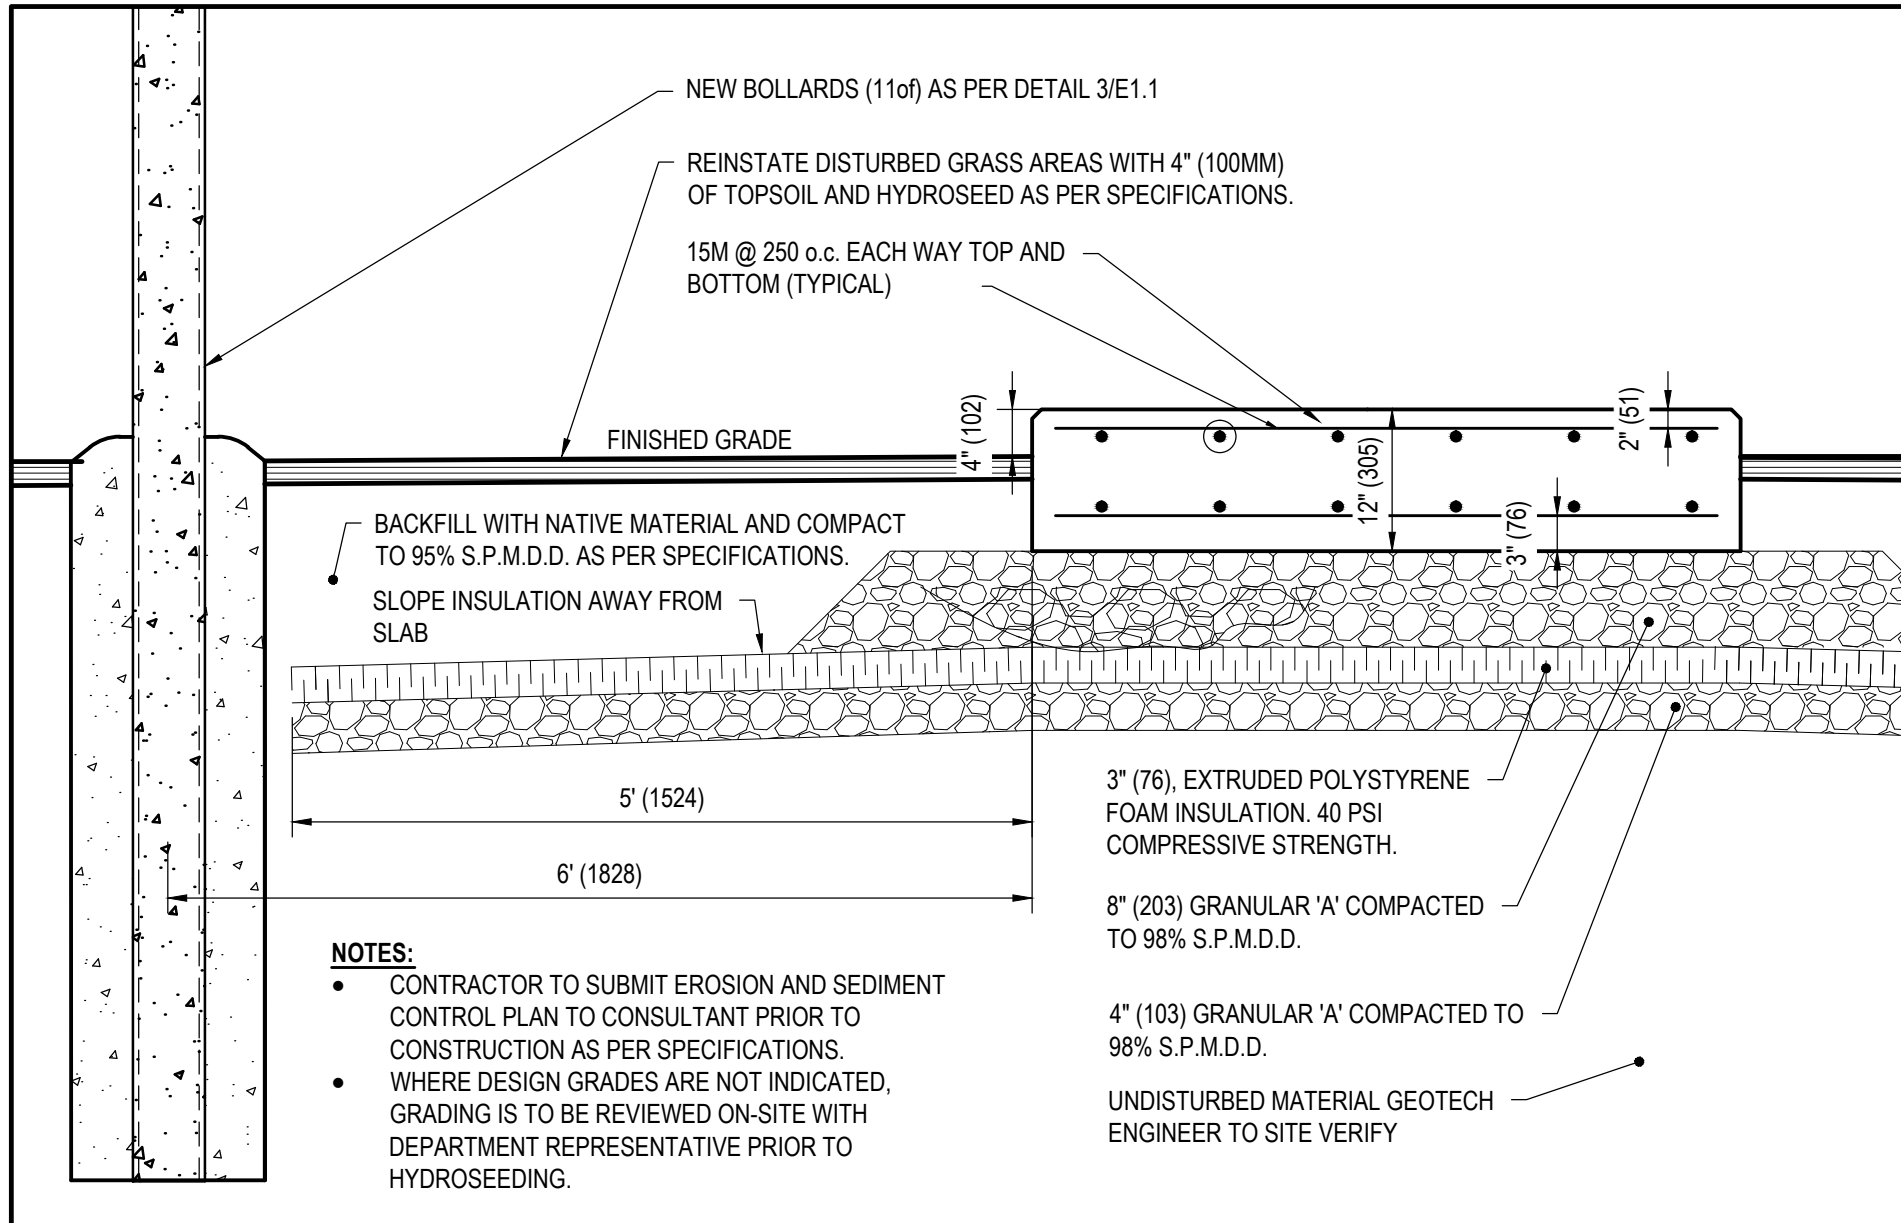 NEW BOLLARDS (11of) AS PER DETAIL 3/E1.1
REINSTATE DISTURBED GRASS AREAS WITH 4" (100MM)
OF TOPSOIL AND HYDROSEED AS PER SPECIFICATIONS.
15M @ 250 o.c. EACH WAY TOP AND
BOTTOM (TYPICAL)
FINISHED GRADE
4" (102)
12" (305)
2" (51)
3" (76)
BACKFILL WITH NATIVE MATERIAL AND COMPACT
TO 95% S.P.M.D.D. AS PER SPECIFICATIONS.
SLOPE INSULATION AWAY FROM
SLAB
5' (1524)
6' (1828)
3" (76), EXTRUDED POLYSTYRENE
FOAM INSULATION. 40 PSI
COMPRESSIVE STRENGTH.
8" (203) GRANULAR 'A' COMPACTED
TO 98% S.P.M.D.D.
4" (103) GRANULAR 'A' COMPACTED TO
98% S.P.M.D.D.
UNDISTURBED MATERIAL GEOTECH
ENGINEER TO SITE VERIFY
NOTES:
● CONTRACTOR TO SUBMIT EROSION AND SEDIMENT
CONTROL PLAN TO CONSULTANT PRIOR TO
CONSTRUCTION AS PER SPECIFICATIONS.
● WHERE DESIGN GRADES ARE NOT INDICATED,
GRADING IS TO BE REVIEWED ON-SITE WITH
DEPARTMENT REPRESENTATIVE PRIOR TO
HYDROSEEDING.